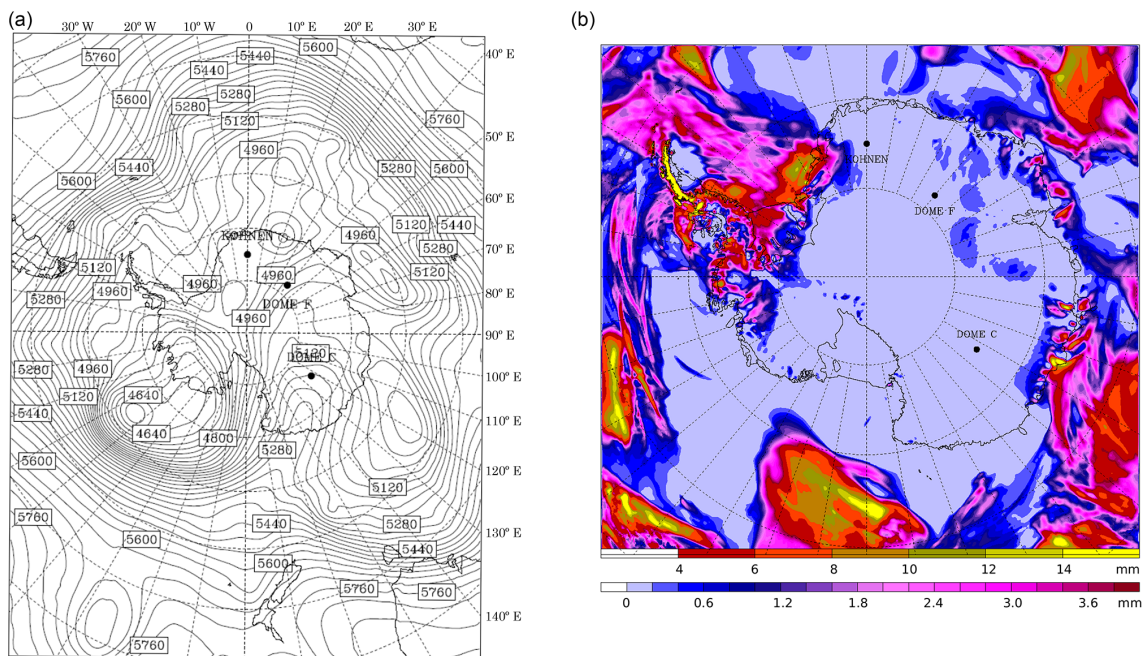 (a)
30° W 20° W 10° W 0 10° E 20° E 30° E
5760 5440 5440 5600 40° E
5600 5280 5280 5760
5120 50° E
5440 4960 5280 5600
5600 60° E
5120 5440
4960 5280
KOHNEN 70° E
5120 4960 4960 5120
5280 4960 80° E
DOME F
4960 90° E
5120
DOME C
5280 4960 100° E
5120 4640
5440 110° E
4640 4800
5280
5600 120° E
5120
5760 5440 5280 130° E
5600 5440
5600
5760 5760 140° E
5760
(b)
KOHNEN
DOME F
DOME C
4 6 8 10 12 14 mm
0 0.6 1.2 1.8 2.4 3.0 3.6 mm